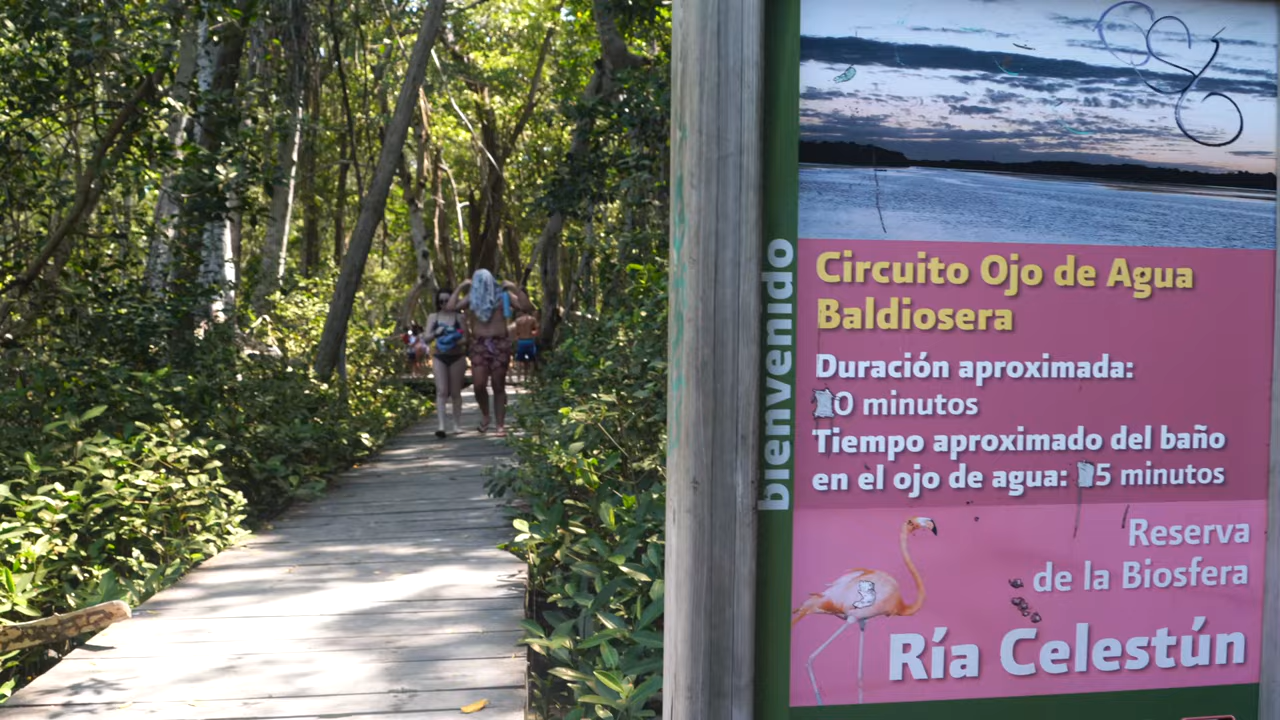 bienvenido
Circuito Ojo de Agua
Baldiosera
Duración aproximada:
0 minutos
Tiempo aproximado del baño
en el ojo de agua: 5 minutos
Reserva
de la Biosfera
Ría Celestún